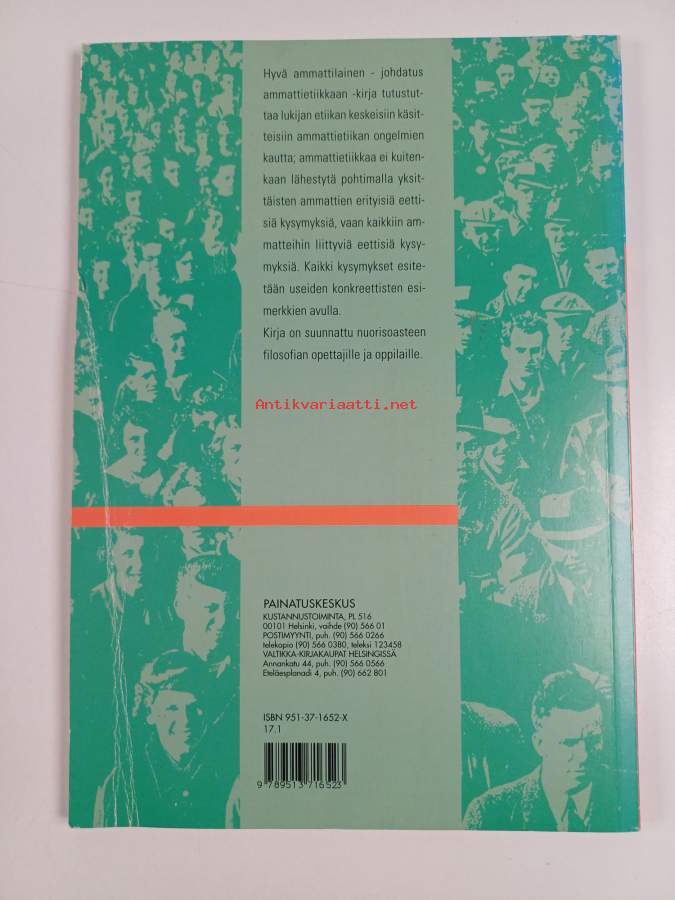 Hyvä ammattilainen - johdatus
ammattietiikkaan -kirja tutustut-
taa lukijan etiikan keskeisiin käsit-
teisiin ammattietiikan ongelmien
kautta; ammattietiikkaa ei kuiten-
kaan lähestytä pohtimalla yksit-
täisten ammattien erityisiä eetti-
siä kysymyksiä, vaan kaikkiin am-
matteihin liittyviä eettisiä kysy-
myksiä. Kaikki kysymykset esite-
tään useiden konkreettisten esi-
merkkien avulla.
Kirja on suunnattu nuorisoasteen
filosofian opettajille ja oppilaille.
Antikvariaatti.net
PAINATUSKESKUS
KUSTANNUSTOIMINTA, PL 516
00101 Helsinki, vaihde (90) 566 01
POSTIMYYNTI, puh. (90) 566 0266
telekopio (90) 566 0380, teleksi 123458
VALTIKKA-KIRJAKAUPAT HELSINGISSÄ
Annankatu 44, puh. (90) 566 0566
Eteläesplanadi 4, puh. (90) 662 801
ISBN 951-37-1652-X
17.1
9 789513 716523